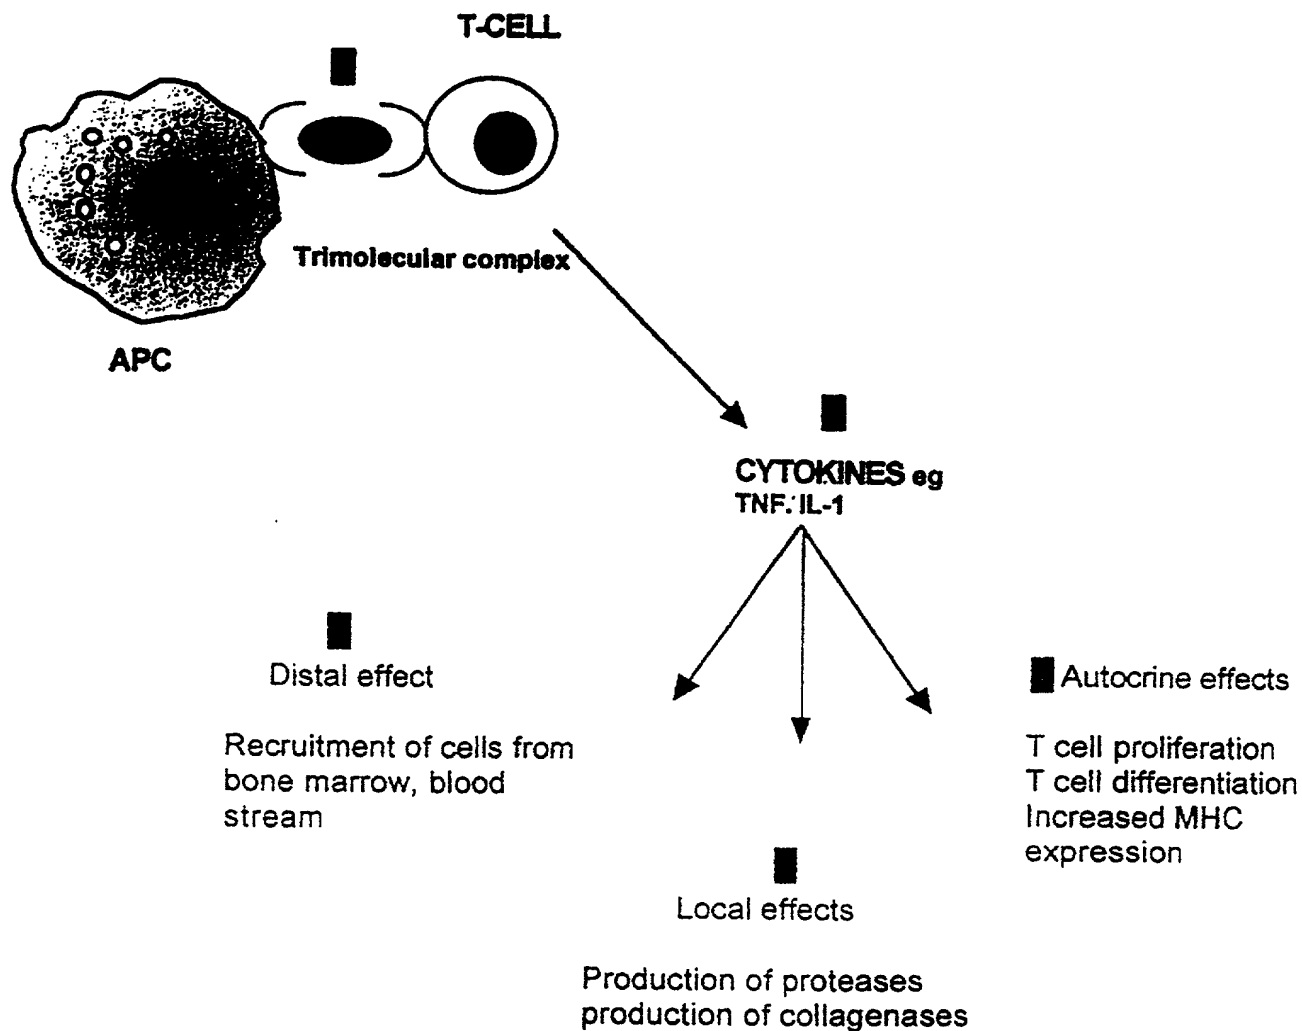 T-CELL
Trimolecular complex
APC
CYTOKINES eg
TNF. IL-1
Distal effect
Recruitment of cells from
bone marrow, blood
stream
Autocrine effects
T cell proliferation
T cell differentiation
Increased MHC
expression
Local effects
Production of proteases
production of collagenases